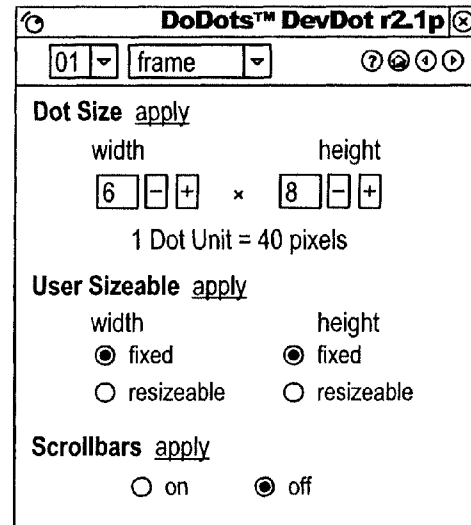 DoDots™ DevDot r2.1p
01 frame ?
Dot Size apply
width height
6 - + × 8 - +
1 Dot Unit = 40 pixels
User Sizeable apply
width height
fixed fixed
resizeable resizeable
Scrollbars apply
on off